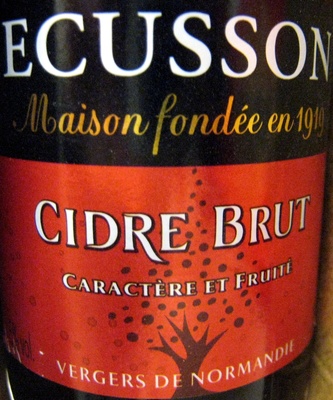 ECUSSON
Maison fondée en 1919
CIDRE BRUT
CARACTÈRE ET FRUITÉ
VERGERS DE NORMANDIE